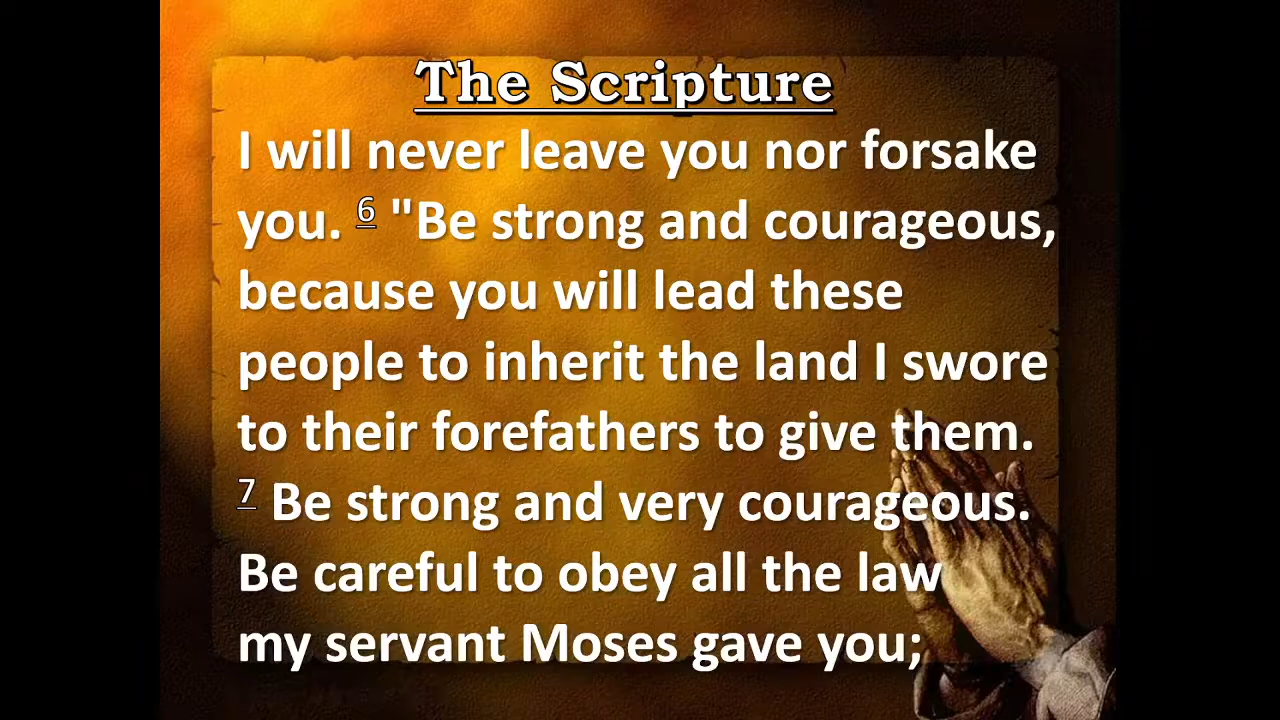 The Scripture
I will never leave you nor forsake
you. 6 "Be strong and courageous,
because you will lead these
people to inherit the land I swore
to their forefathers to give them.
7 Be strong and very courageous.
Be careful to obey all the law
my servant Moses gave you;